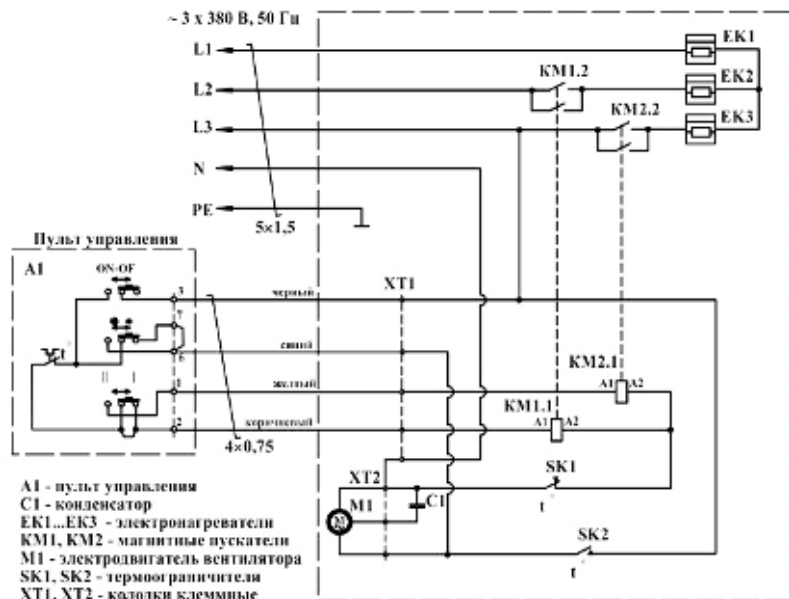 ~ 3 x 380 В, 50 Гц
L1
L2
L3
N
PE
5×1,5
EK1
EK2
EK3
KM1.2
KM2.2
Пульт управления
A1
ON-OF
t
3
7
6
1
2
II I
черный
синий
желтый
коричневый
4×0,75
XT1
KM2.1
A1 A2
KM1.1
A1 A2
XT2
M1
M
C1
SK1
t
SK2
t
A1 - пульт управления
C1 - конденсатор
EK1...EK3 - электронагреватели
KM1, KM2 - магнитные пускатели
M1 - электродвигатель вентилятора
SK1, SK2 - термоограничители
XT1, XT2 - колодки клеммные